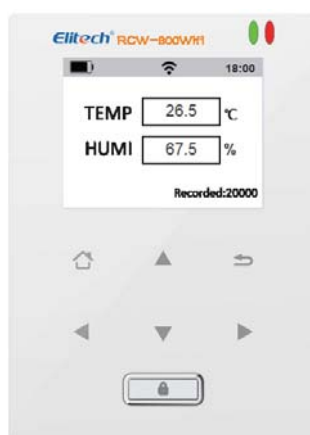 Elitech RCW-800WiFi
18:00
TEMP 26.5 ℃
HUMI 67.5 %
Recorded:20000